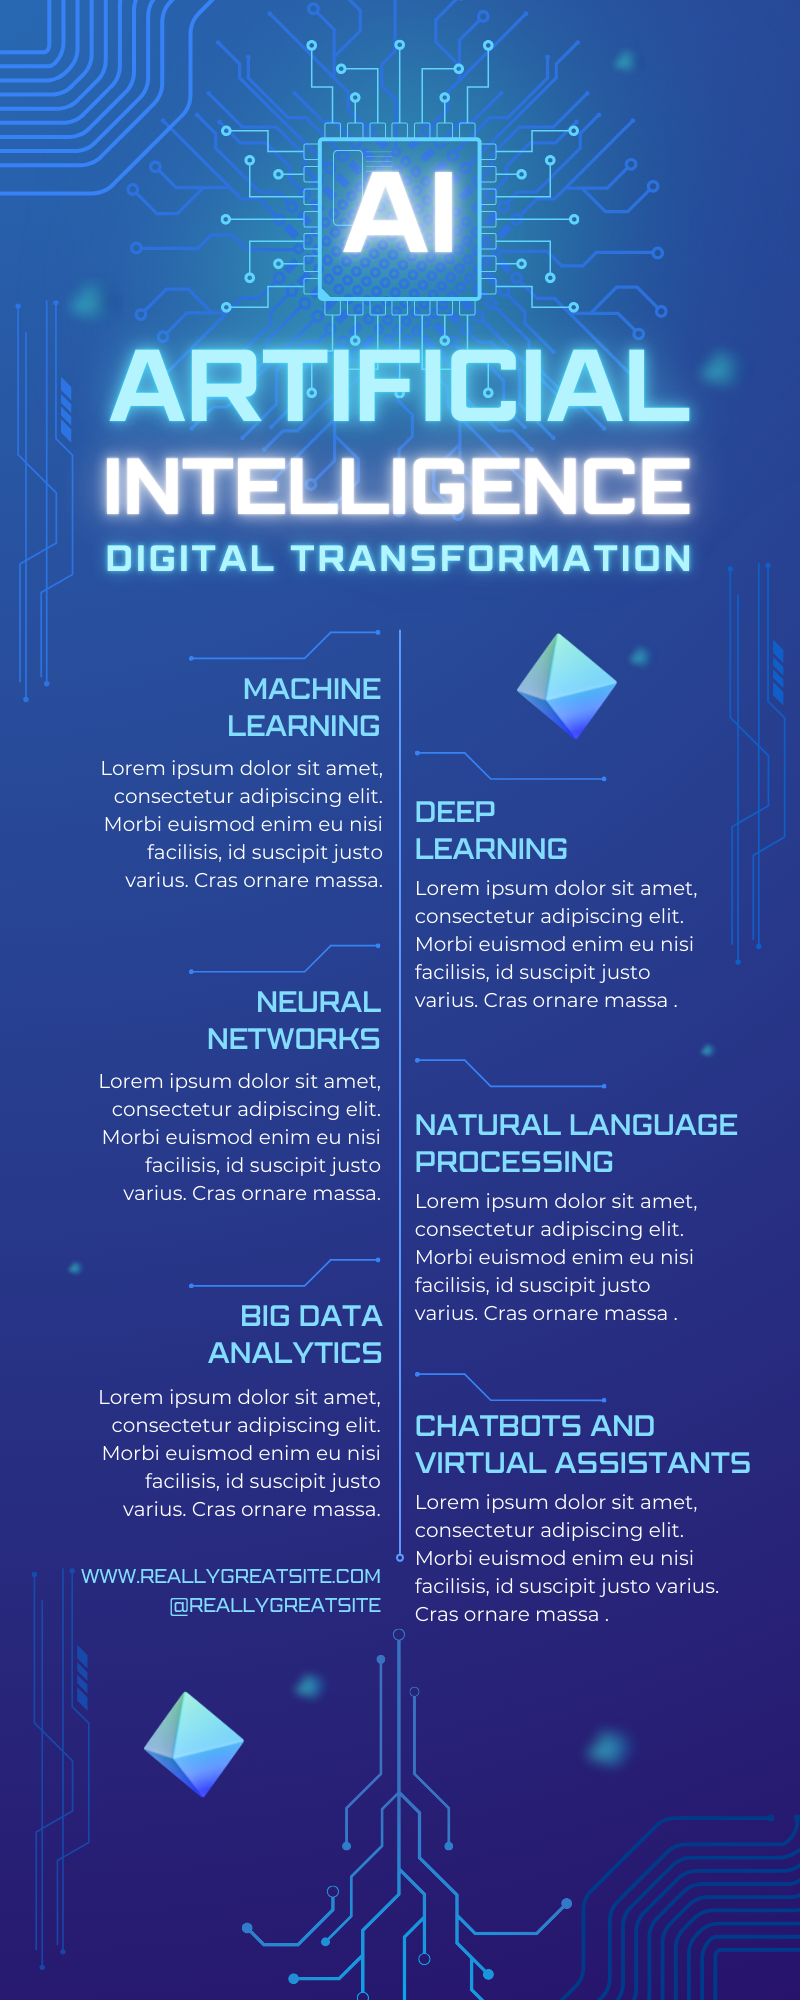 AI
ARTIFICIAL
INTELLIGENCE
DIGITAL TRANSFORMATION
MACHINE
LEARNING
Lorem ipsum dolor sit amet,
consectetur adipiscing elit.
Morbi euismod enim eu nisi
facilisis, id suscipit justo
varius. Cras ornare massa.
DEEP
LEARNING
Lorem ipsum dolor sit amet,
consectetur adipiscing elit.
Morbi euismod enim eu nisi
facilisis, id suscipit justo
varius. Cras ornare massa .
NEURAL
NETWORKS
Lorem ipsum dolor sit amet,
consectetur adipiscing elit.
Morbi euismod enim eu nisi
facilisis, id suscipit justo
varius. Cras ornare massa.
NATURAL LANGUAGE
PROCESSING
Lorem ipsum dolor sit amet,
consectetur adipiscing elit.
Morbi euismod enim eu nisi
facilisis, id suscipit justo
varius. Cras ornare massa .
BIG DATA
ANALYTICS
Lorem ipsum dolor sit amet,
consectetur adipiscing elit.
Morbi euismod enim eu nisi
facilisis, id suscipit justo
varius. Cras ornare massa.
CHATBOTS AND
VIRTUAL ASSISTANTS
Lorem ipsum dolor sit amet,
consectetur adipiscing elit.
Morbi euismod enim eu nisi
facilisis, id suscipit justo varius.
Cras ornare massa .
WWW.REALLYGREATSITE.COM
@REALLYGREATSITE